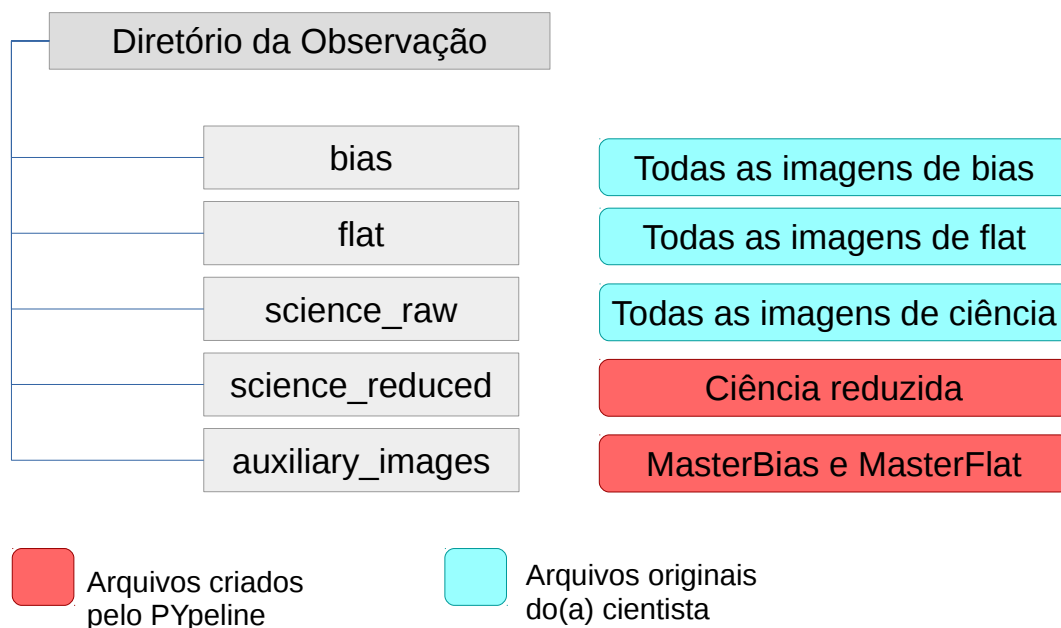 Diretório da Observação
bias
Todas as imagens de bias
flat
Todas as imagens de flat
science_raw
Todas as imagens de ciência
science_reduced
Ciência reduzida
auxiliary_images
MasterBias e MasterFlat
Arquivos criados
pelo PYpeline
Arquivos originais
do(a) cientista